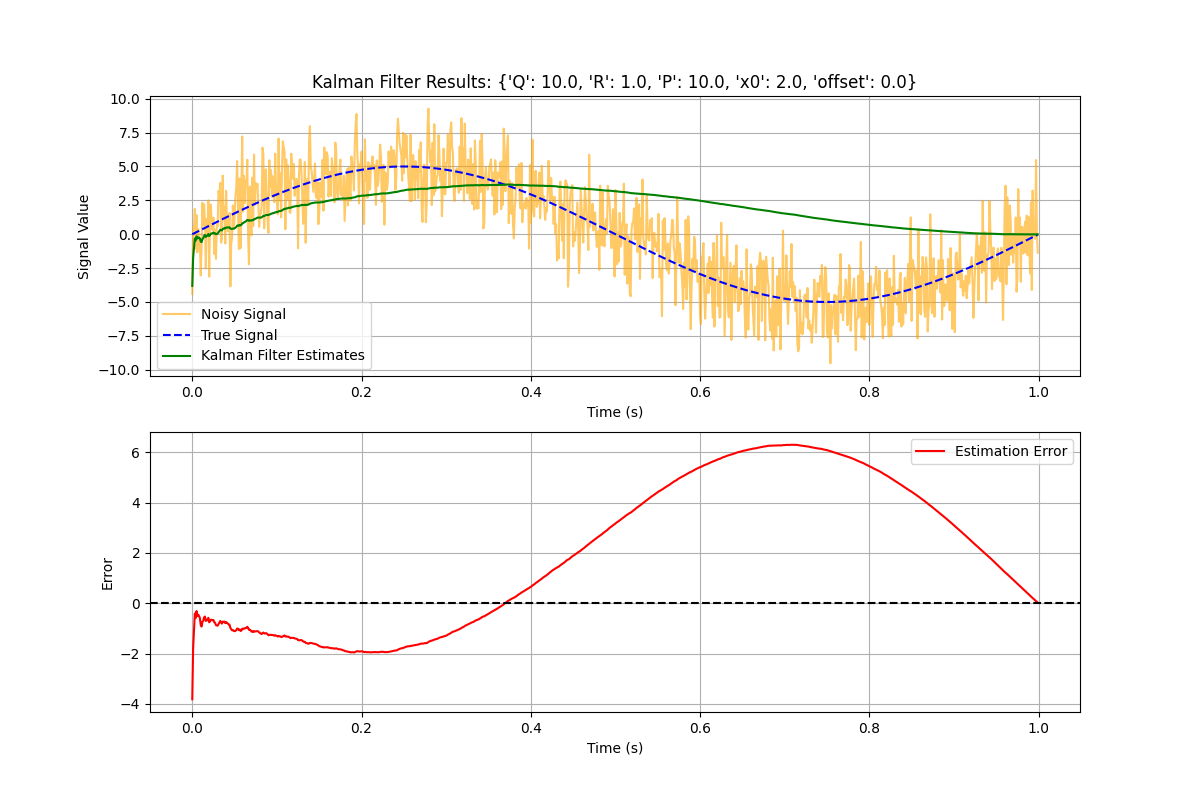 Kalman Filter Results: {'Q': 10.0, 'R': 1.0, 'P': 10.0, 'x0': 2.0, 'offset': 0.0}
10.0
7.5
5.0
2.5
0.0
−2.5
−5.0
−7.5
−10.0
Signal Value
Noisy Signal
True Signal
Kalman Filter Estimates
0.0 0.2 0.4 0.6 0.8 1.0
Time (s)
6
4
2
0
−2
−4
Error
Estimation Error
0.0 0.2 0.4 0.6 0.8 1.0
Time (s)